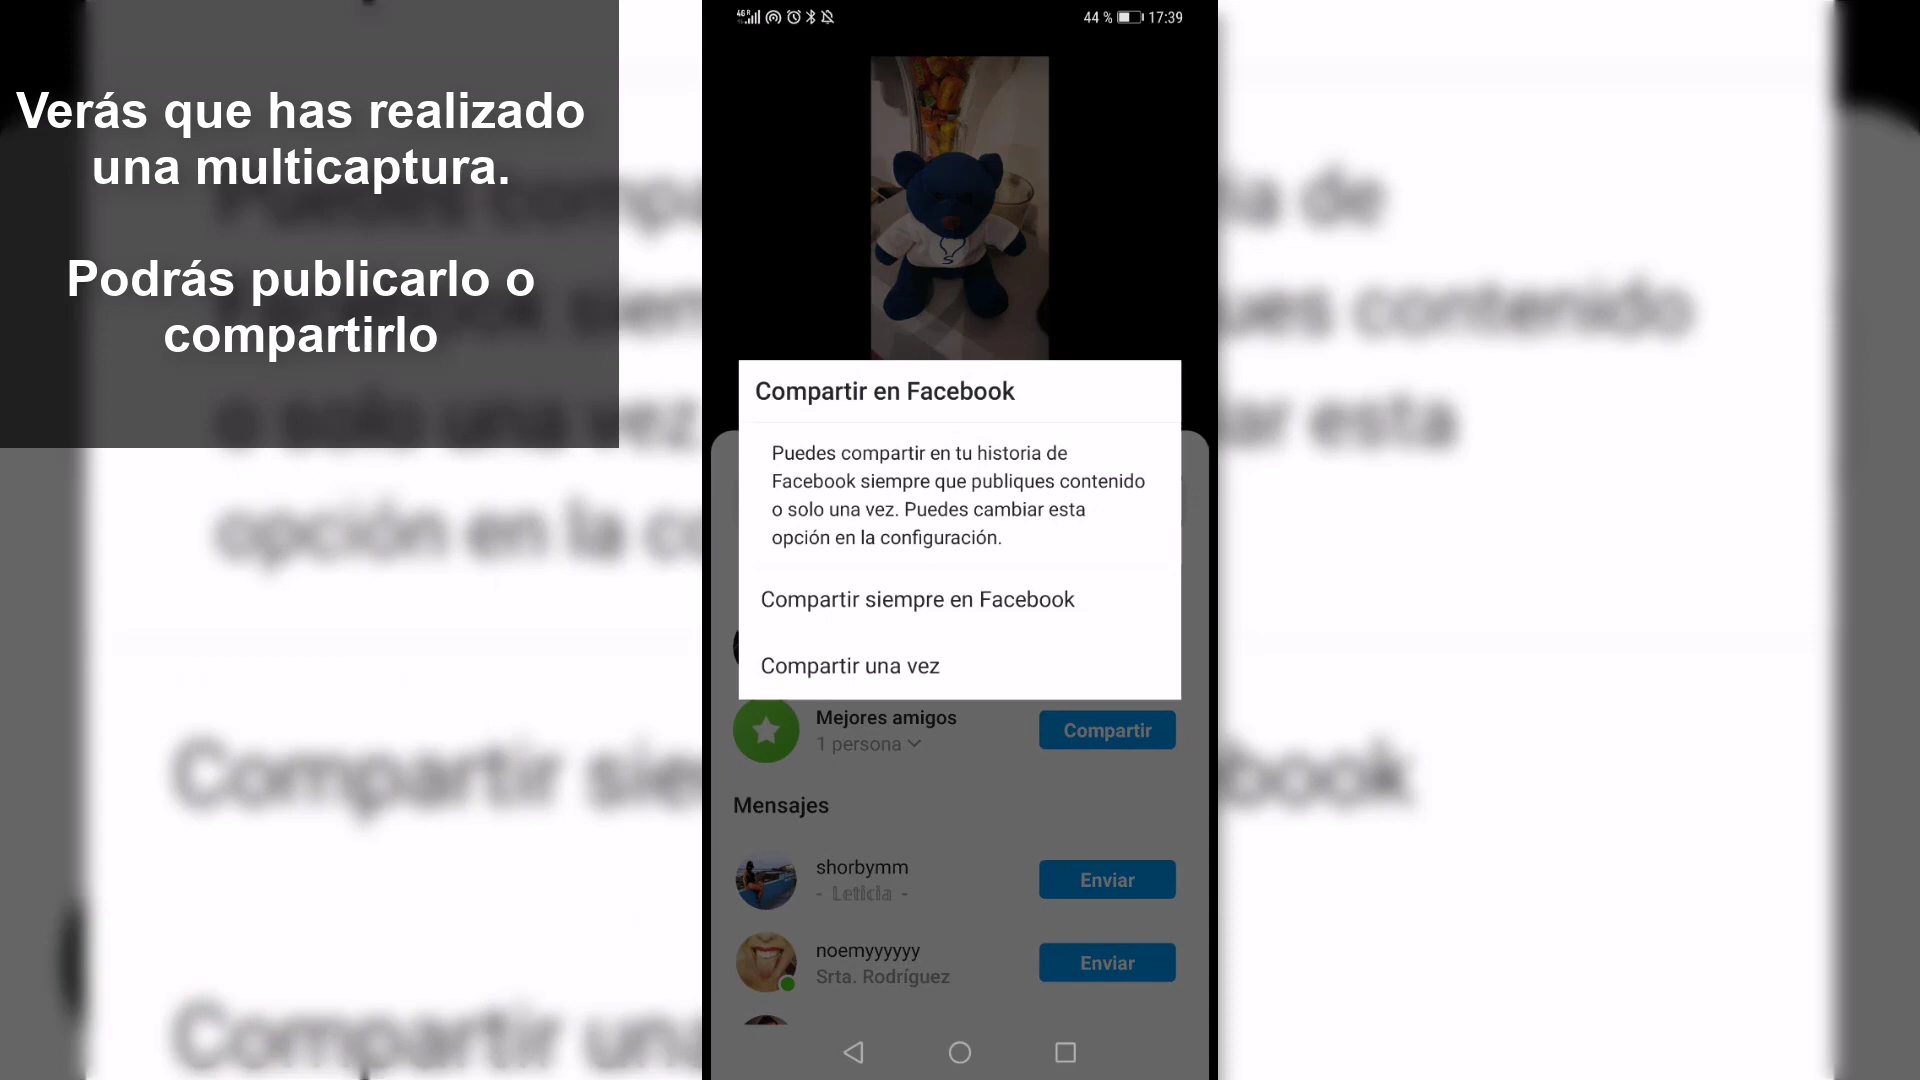 Verás que has realizado
una multicaptura.
Podrás publicarlo o
compartirlo
4G R
44 %
17:39
S
Compartir en Facebook
Puedes compartir en tu historia de
Facebook siempre que publiques contenido
o solo una vez. Puedes cambiar esta
opción en la configuración.
Compartir siempre en Facebook
Compartir una vez
Mejores amigos
1 persona
Compartir
Mensajes
shorbymm
- 𝕃𝕖𝕥𝕚𝕔𝕚𝕒 -
Enviar
noemyyyyyy
Srta. Rodríguez
Enviar